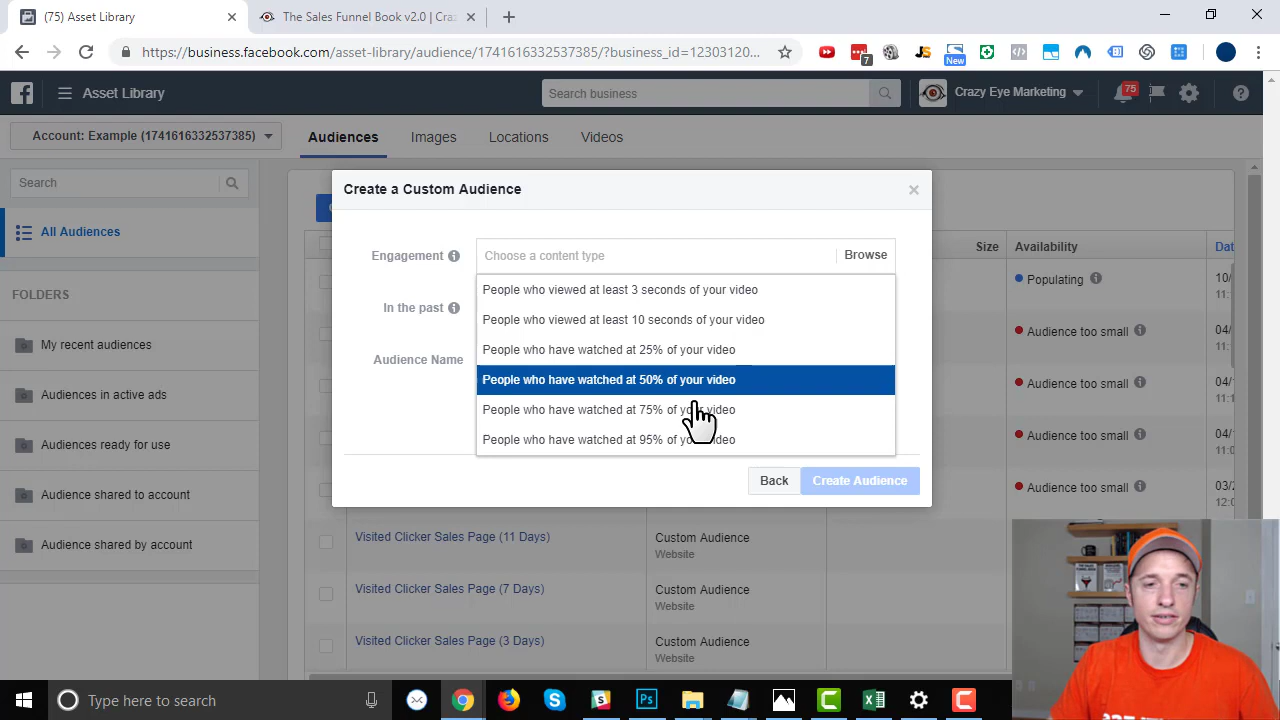 (75) Asset Library
The Sales Funnel Book v2.0 | Craz
https://business.facebook.com/asset-library/audience/1741616332537385/?business_id=12303120...
7
JS
New
Asset Library
Search business
Crazy Eye Marketing
75
Account: Example (1741616332537385)
Audiences
Images
Locations
Videos
Search
All Audiences
FOLDERS
My recent audiences
Audiences in active ads
Audiences ready for use
Audience shared to account
Audience shared by account
Create a Custom Audience
Engagement
Choose a content type
Browse
People who viewed at least 3 seconds of your video
People who viewed at least 10 seconds of your video
People who have watched at 25% of your video
People who have watched at 50% of your video
People who have watched at 75% of your video
People who have watched at 95% of your video
In the past
Audience Name
Back
Create Audience
Size
Availability
Dat
Populating
10/
11:
Audience too small
04/
11:
Audience too small
04/
11:1
Audience too small
04/
11:
Audience too small
03/2
12:0
Visited Clicker Sales Page (11 Days)
Custom Audience
Website
Visited Clicker Sales Page (7 Days)
Custom Audience
Website
Visited Clicker Sales Page (3 Days)
Custom Audience
Website
Type here to search
Ps